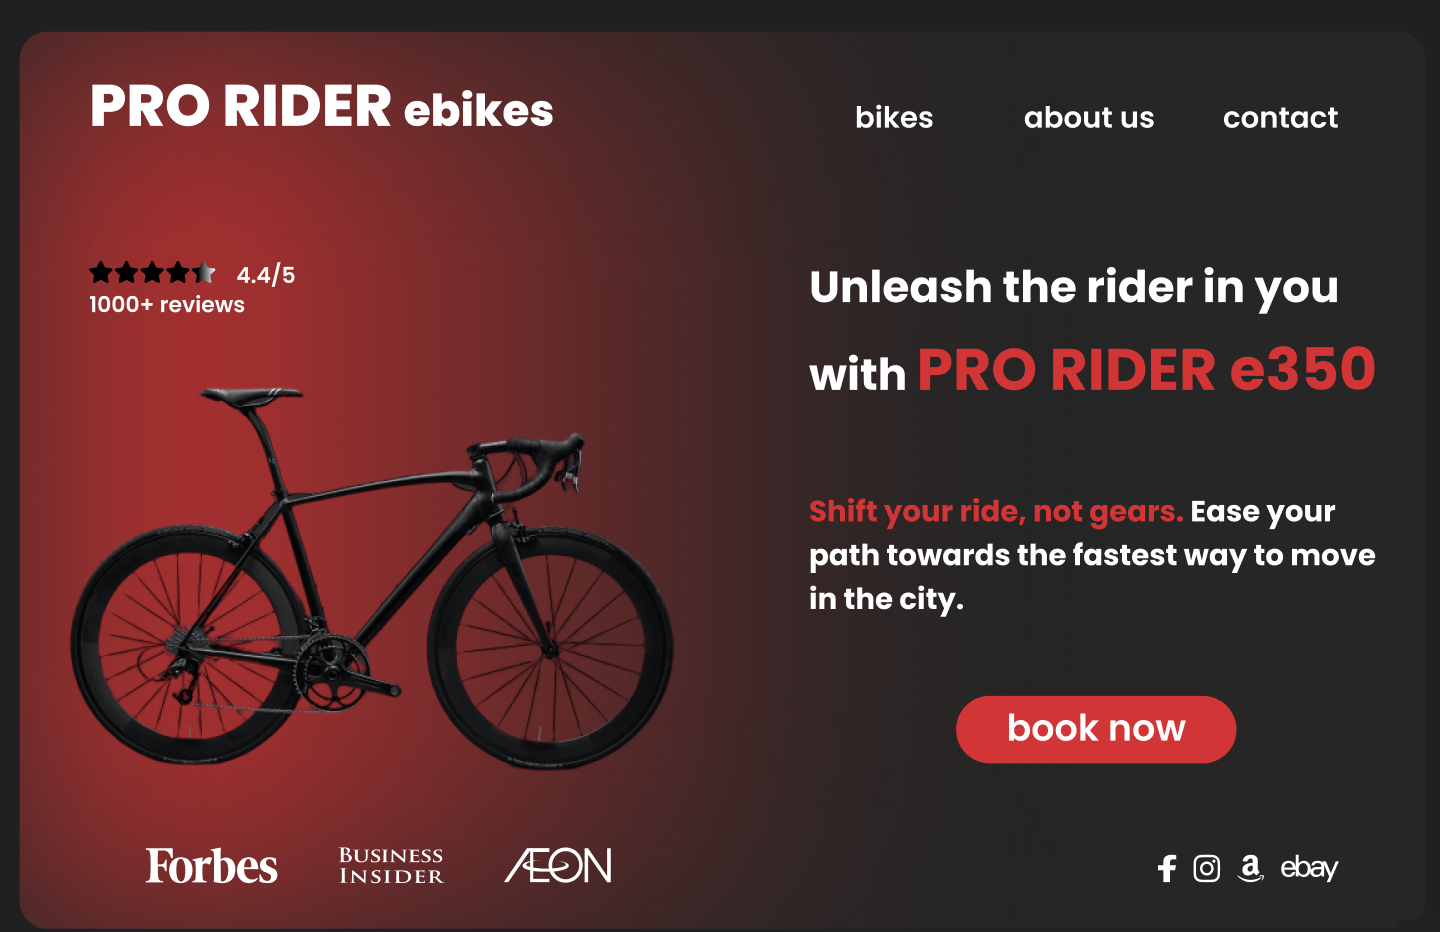 PRO RIDER ebikes
bikes about us contact
4.4/5
1000+ reviews
Unleash the rider in you
with PRO RIDER e350
Shift your ride, not gears. Ease your
path towards the fastest way to move
in the city.
book now
Forbes
BUSINESS
INSIDER
ÆON
ebay